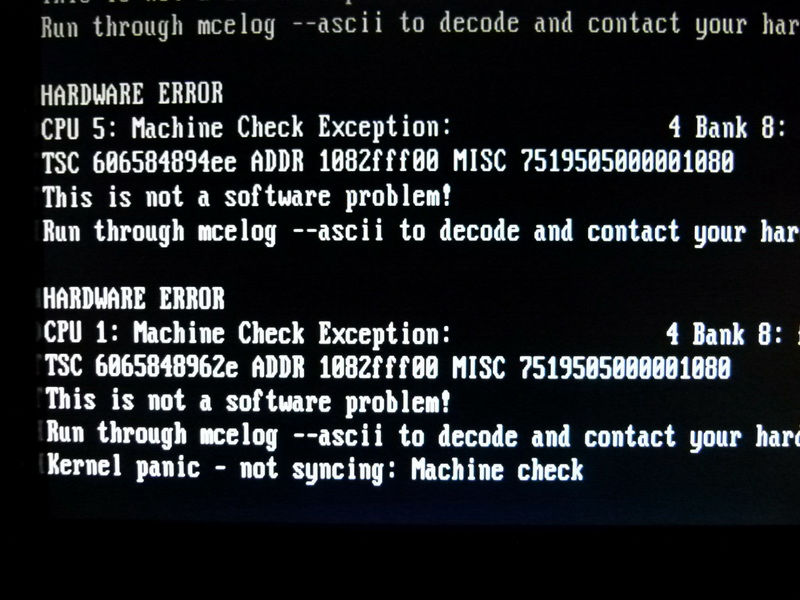 Run through mcelog --ascii to decode and contact your har
HARDWARE ERROR
CPU 5: Machine Check Exception: 4 Bank 8:
TSC 606584894ee ADDR 1082fff00 MISC 7519505000001080
This is not a software problem!
Run through mcelog --ascii to decode and contact your har
HARDWARE ERROR
CPU 1: Machine Check Exception: 4 Bank 8:
TSC 6065848962e ADDR 1082fff00 MISC 7519505000001080
This is not a software problem!
Run through mcelog --ascii to decode and contact your hard
Kernel panic - not syncing: Machine check